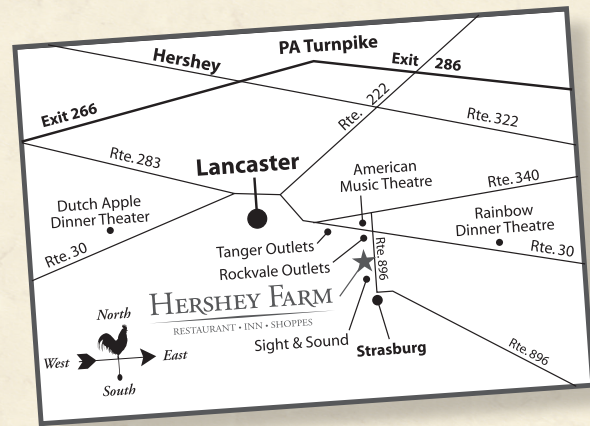 PA Turnpike
Hershey
Exit 286
Exit 266
Rte. 222
Rte. 322
Rte. 283
Lancaster
American
Music Theatre
Rte. 340
Dutch Apple
Dinner Theater
Rainbow
Dinner Theatre
Rte. 30
Rte. 30
Tanger Outlets
Rockvale Outlets
Rte. 896
HERSHEY FARM
RESTAURANT • INN • SHOPPES
Sight & Sound
Strasburg
Rte. 896
North
West
East
South